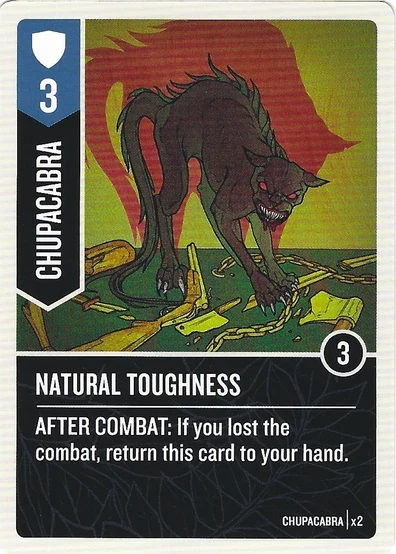 3
CHUPACABRA
3
NATURAL TOUGHNESS
AFTER COMBAT: If you lost the
combat, return this card to your hand.
CHUPACABRA|x2